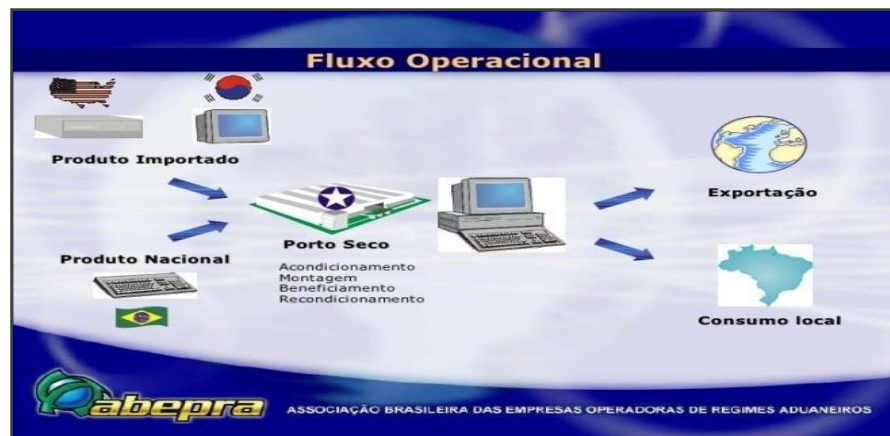 Fluxo Operacional
Produto Importado
Produto Nacional
Porto Seco
Acondicionamento
Montagem
Beneficiamento
Recondicionamento
Exportação
Consumo local
abepra
ASSOCIAÇÃO BRASILEIRA DAS EMPRESAS OPERADORAS DE REGIMES ADUANEIROS